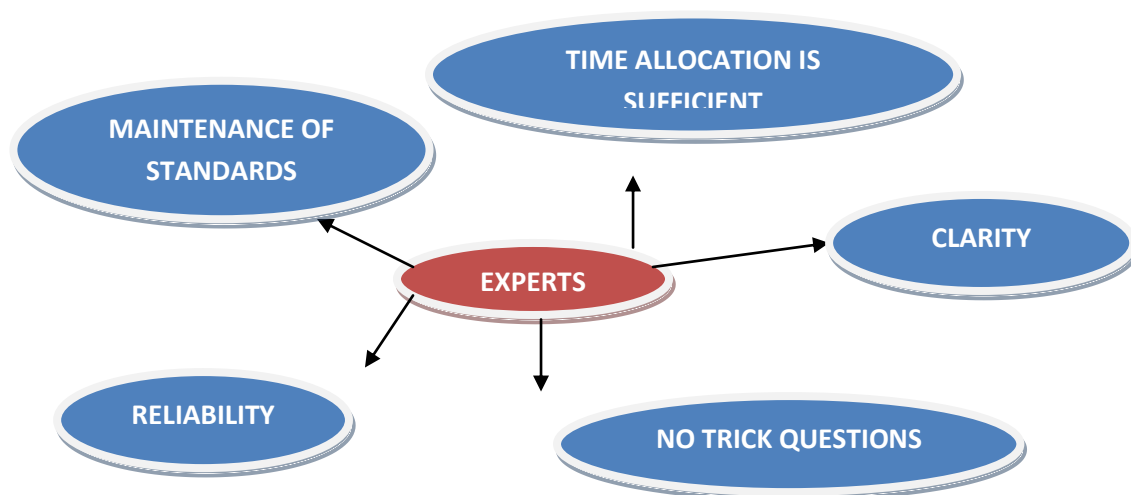 TIME ALLOCATION IS
SUFFICIENT
MAINTENANCE OF
STANDARDS
CLARITY
EXPERTS
RELIABILITY
NO TRICK QUESTIONS